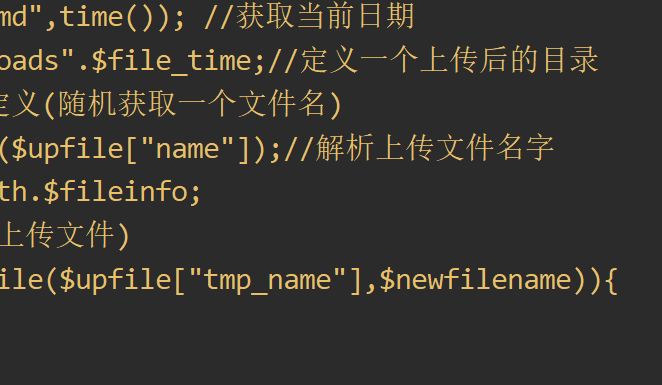 md",time()); //获取当前日期
oads".$file_time;//定义一个上传后的目录
定义(随机获取一个文件名)
($upfile["name"]);//解析上传文件名字
th.$fileinfo;
上传文件)
ile($upfile["tmp_name"],$newfilename)){